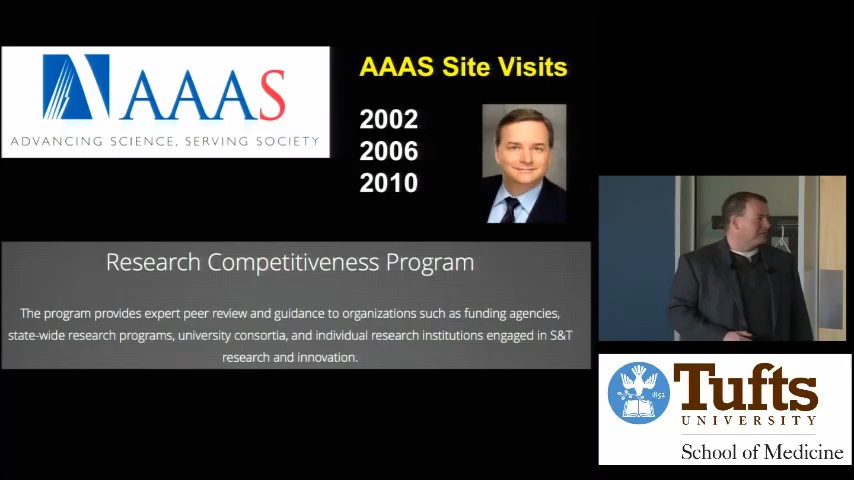 AAAS
ADVANCING SCIENCE, SERVING SOCIETY
AAAS Site Visits
2002
2006
2010
Research Competitiveness Program
The program provides expert peer review and guidance to organizations such as funding agencies,
state-wide research programs, university consortia, and individual research institutions engaged in S&T
research and innovation.
1852
Tufts
UNIVERSITY
School of Medicine